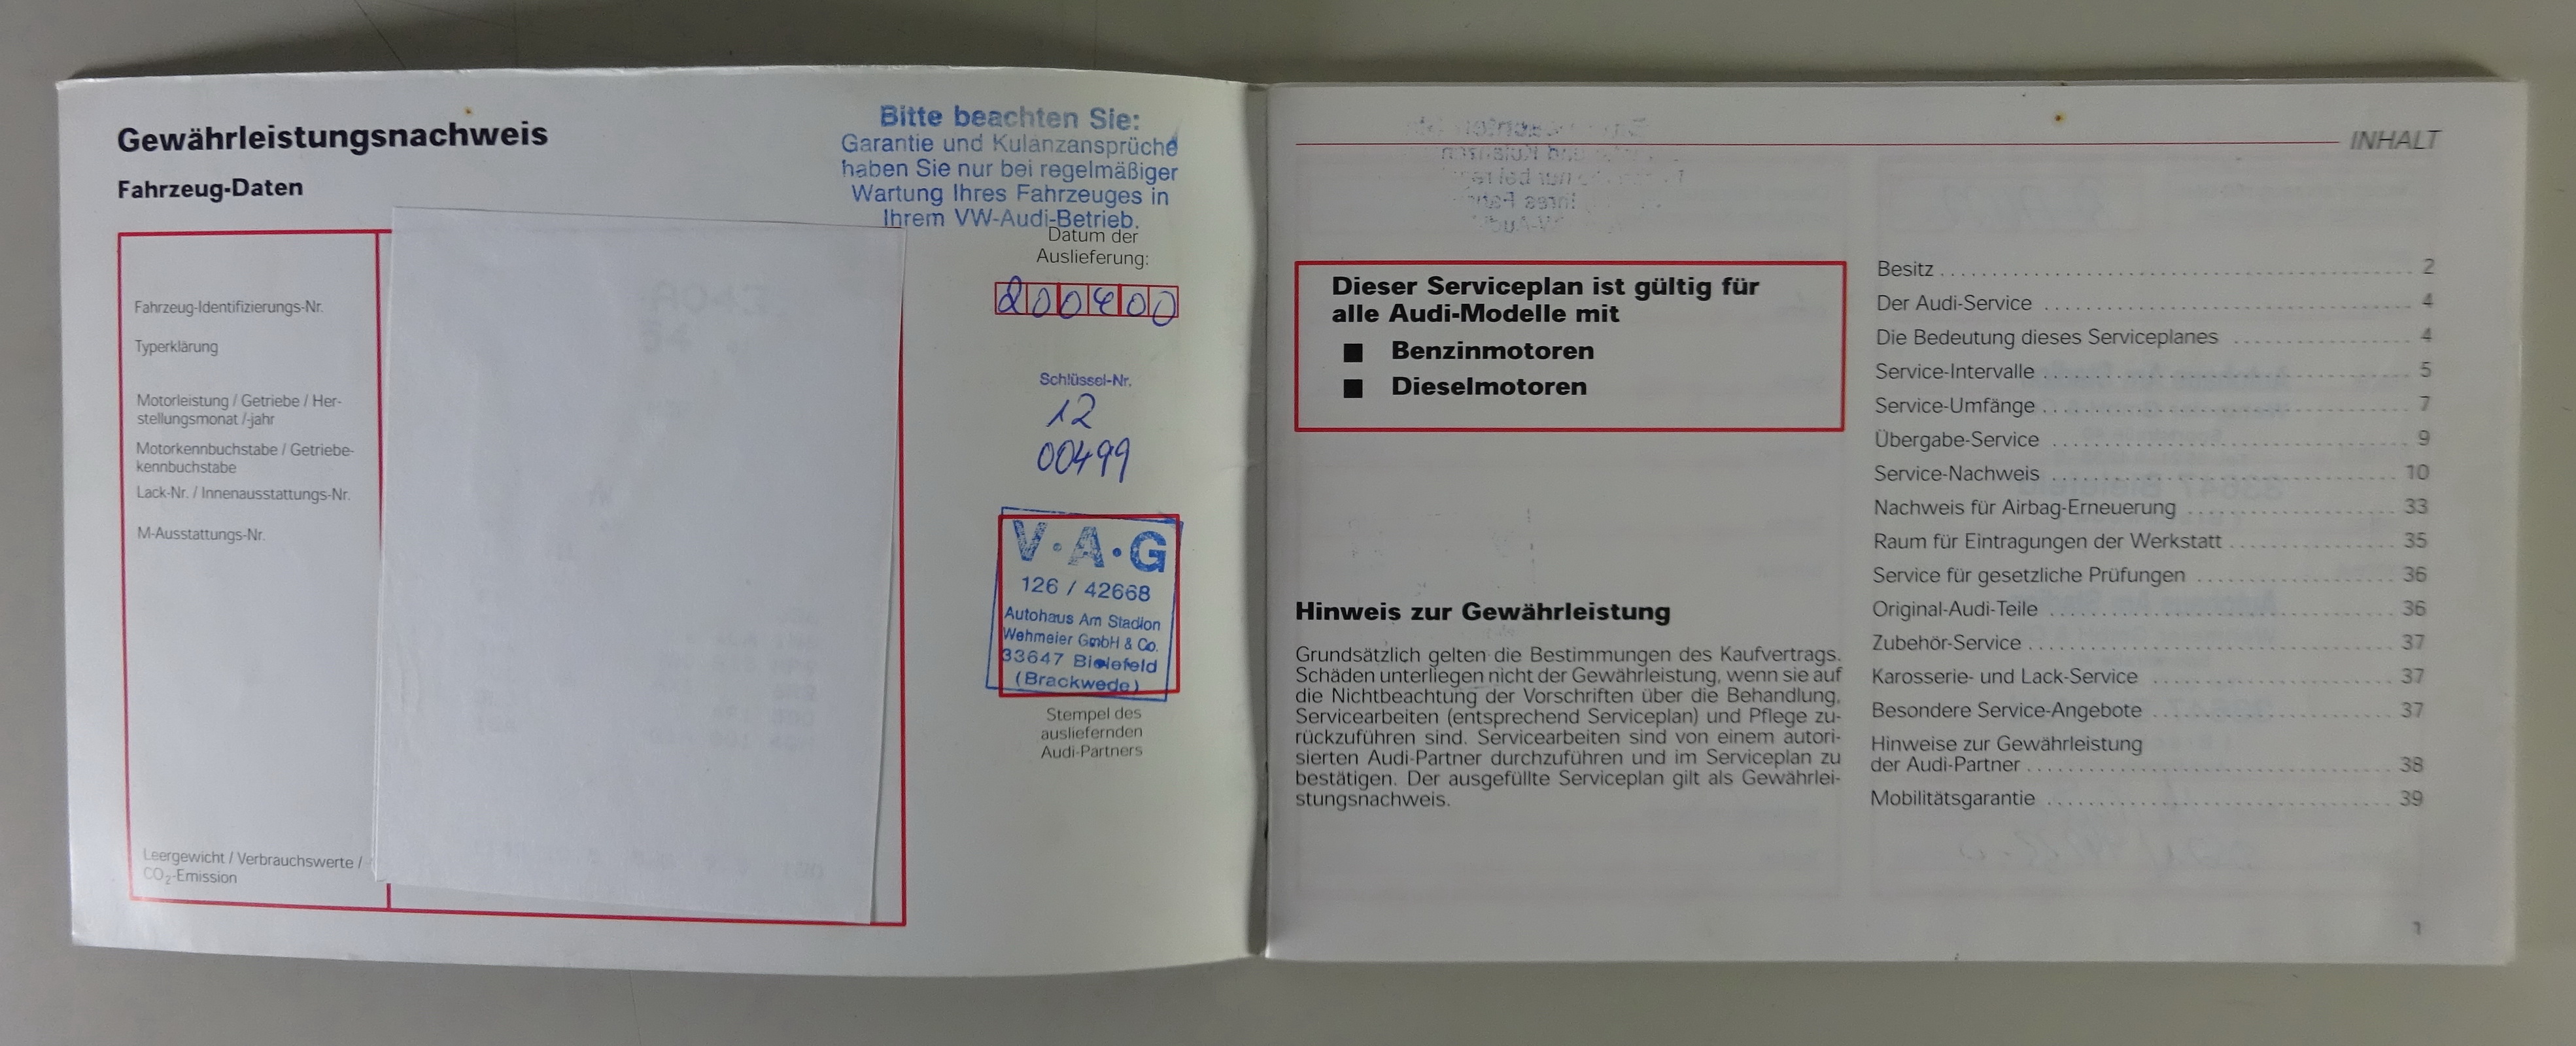 Gewährleistungsnachweis
Fahrzeug-Daten
Fahrzeug-Identifizierungs-Nr.
Typerklärung
Motorleistung / Getriebe / Her-
stellungsmonat /-jahr
Motorkennbuchstabe / Getriebe-
kennbuchstabe
Lack-Nr. / Innenausstattungs-Nr.
M-Ausstattungs-Nr.
Leergewicht / Verbrauchswerte /
CO₂-Emission
Bitte beachten Sie:
Garantie und Kulanzansprüche
haben Sie nur bei regelmäßiger
Wartung Ihres Fahrzeuges in
Ihrem VW-Audi-Betrieb.
Datum der
Auslieferung:
200400
Schlüssel-Nr.
12
00499
V·A·G
126 / 42668
Autohaus Am Stadion
Wehmeier GmbH & Co.
33647 Bielefeld
(Brackwede)
Stempel des
ausliefernden
Audi-Partners
INHALT
Dieser Serviceplan ist gültig für
alle Audi-Modelle mit
■ Benzinmotoren
■ Dieselmotoren
Hinweis zur Gewährleistung
Grundsätzlich gelten die Bestimmungen des Kaufvertrags.
Schäden unterliegen nicht der Gewährleistung, wenn sie auf
die Nichtbeachtung der Vorschriften über die Behandlung,
Servicearbeiten (entsprechend Serviceplan) und Pflege zu-
rückzuführen sind. Servicearbeiten sind von einem autori-
sierten Audi-Partner durchzuführen und im Serviceplan zu
bestätigen. Der ausgefüllte Serviceplan gilt als Gewährlei-
stungsnachweis.
Besitz 2
Der Audi-Service 4
Die Bedeutung dieses Serviceplanes 4
Service-Intervalle 5
Service-Umfänge 7
Übergabe-Service 9
Service-Nachweis 10
Nachweis für Airbag-Erneuerung 33
Raum für Eintragungen der Werkstatt 35
Service für gesetzliche Prüfungen 36
Original-Audi-Teile 36
Zubehör-Service 37
Karosserie- und Lack-Service 37
Besondere Service-Angebote 37
Hinweise zur Gewährleistung
der Audi-Partner 38
Mobilitätsgarantie 39
1